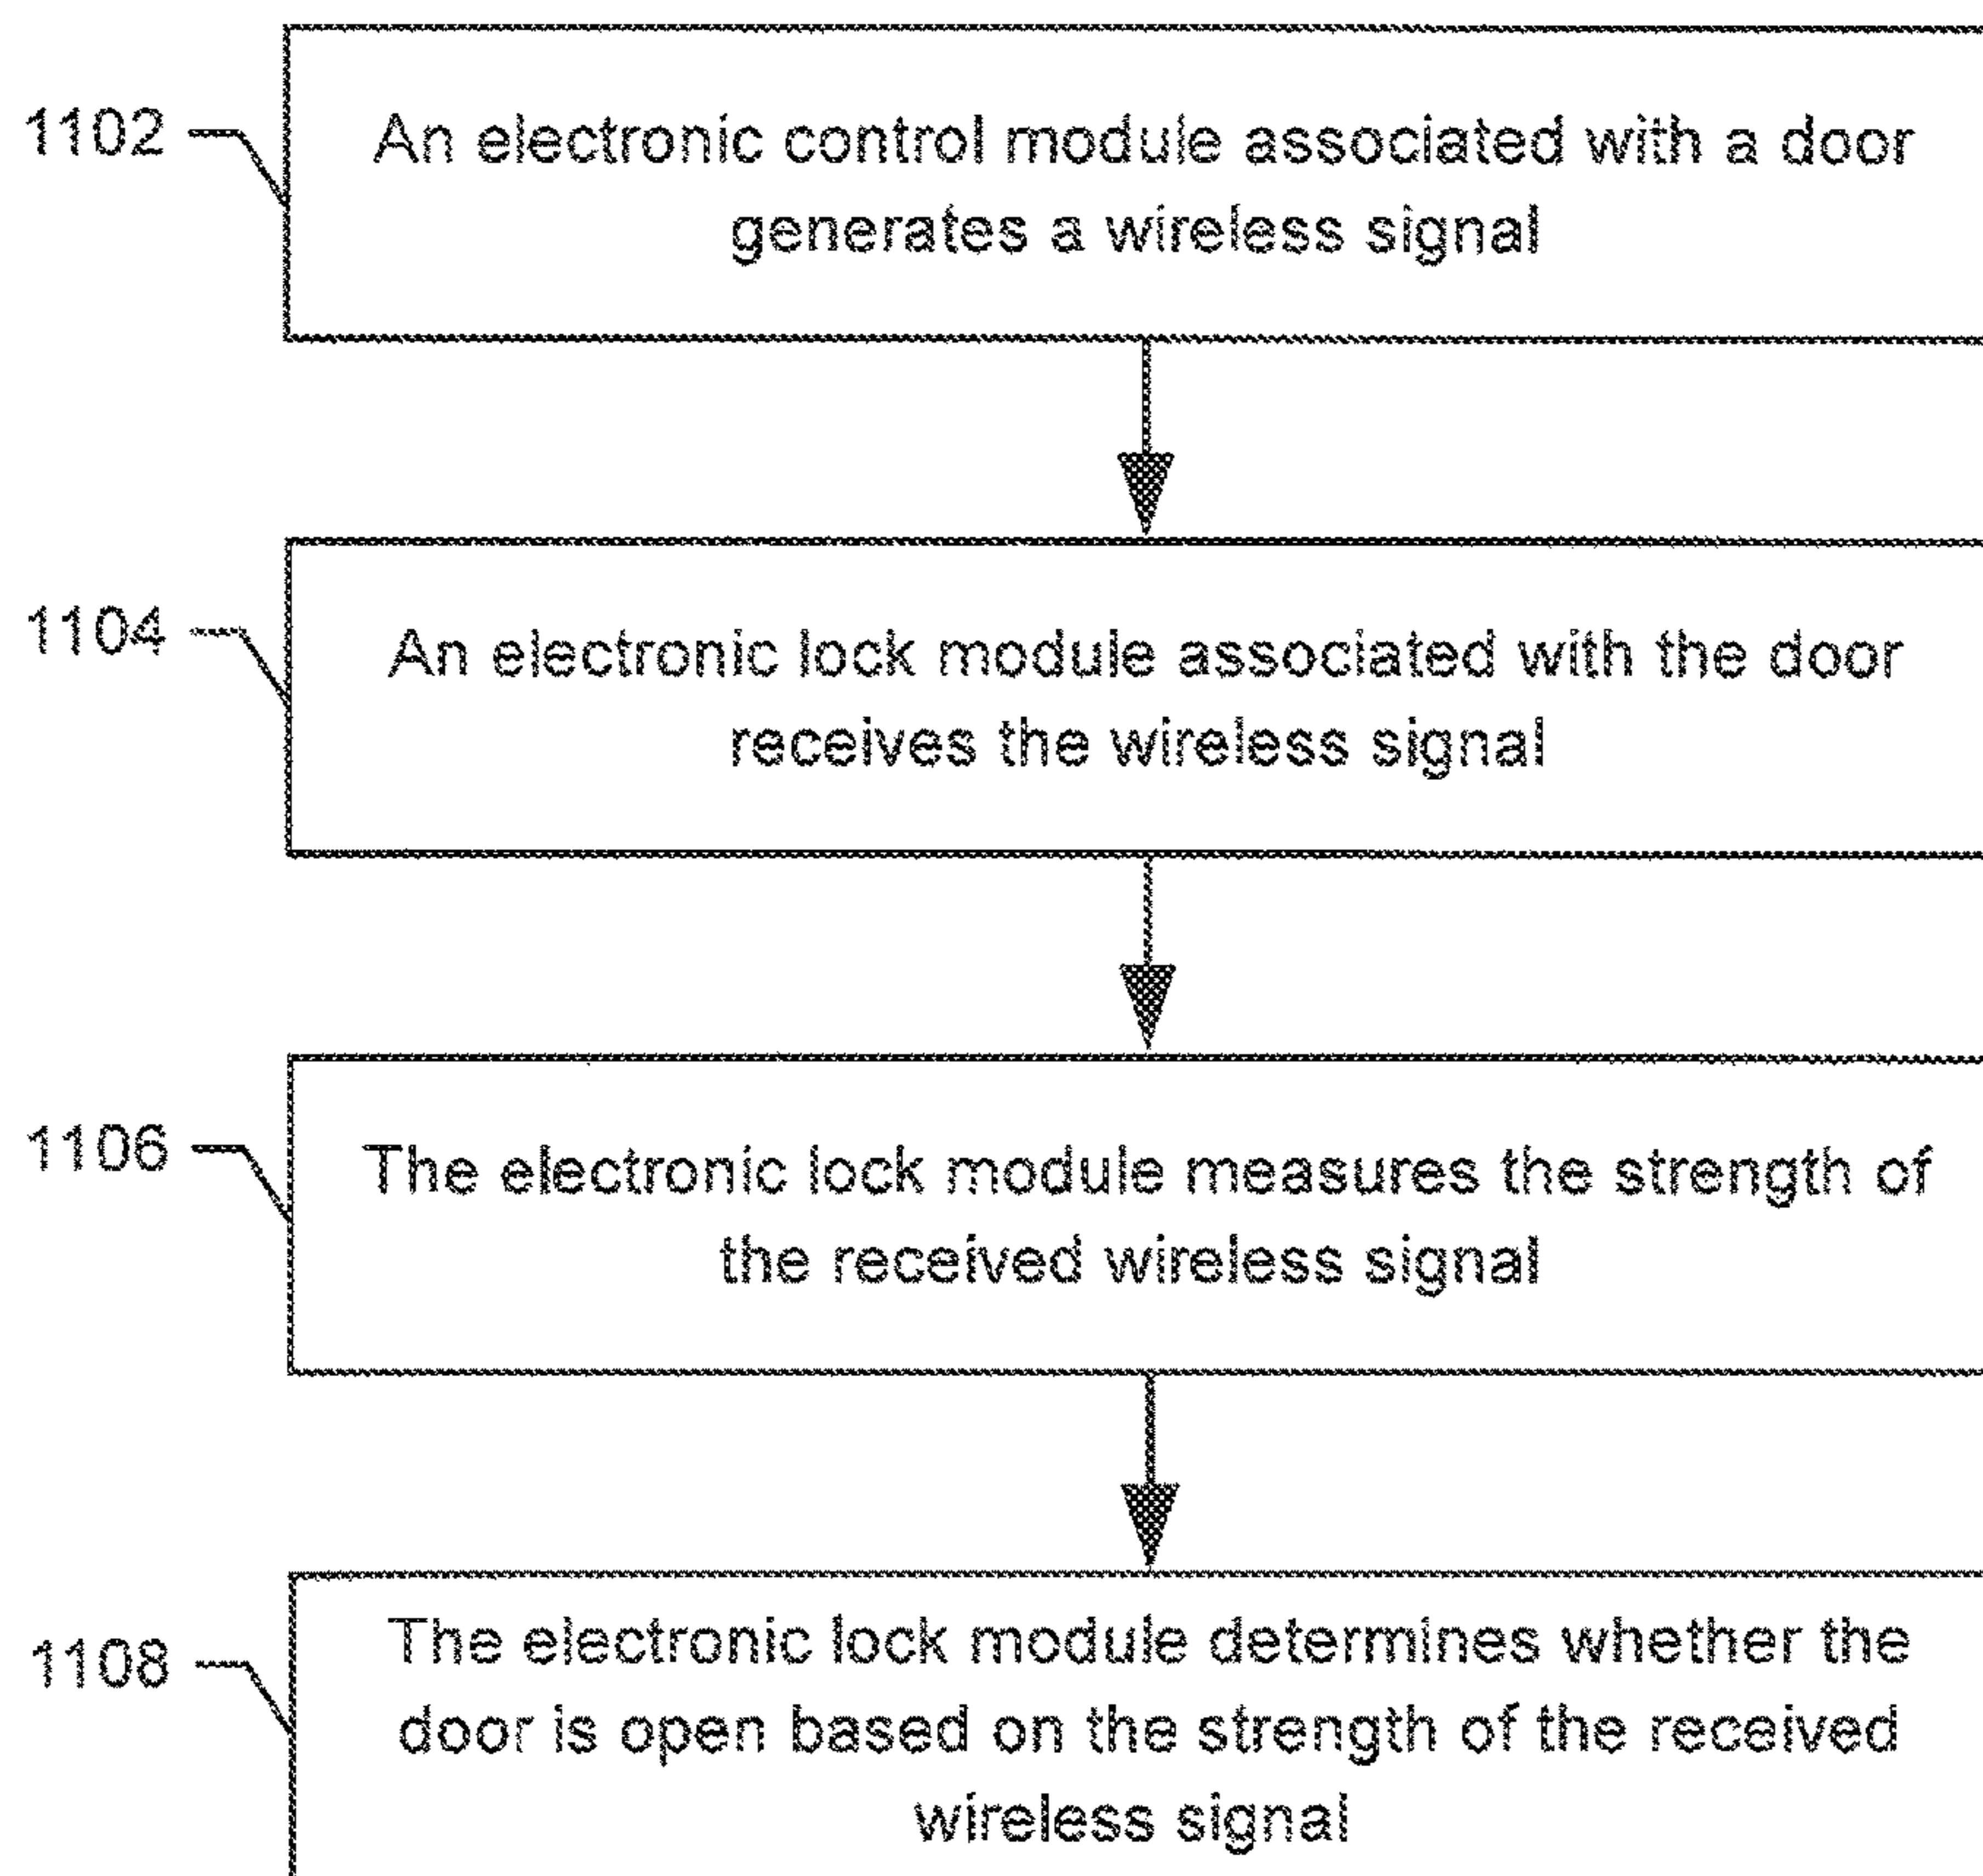 1102
An electronic control module associated with a door
generates a wireless signal
1104
An electronic lock module associated with the door
receives the wireless signal
1106
The electronic lock module measures the strength of
the received wireless signal
1108
The electronic lock module determines whether the
door is open based on the strength of the received
wireless signal